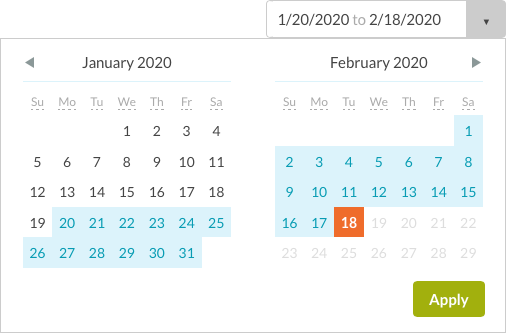 1/20/2020 to 2/18/2020
January 2020
Su Mo Tu We Th Fr Sa
1 2 3 4
5 6 7 8 9 10 11
12 13 14 15 16 17 18
19 20 21 22 23 24 25
26 27 28 29 30 31
February 2020
Su Mo Tu We Th Fr Sa
1
2 3 4 5 6 7 8
9 10 11 12 13 14 15
16 17 18 19 20 21 22
23 24 25 26 27 28 29
Apply